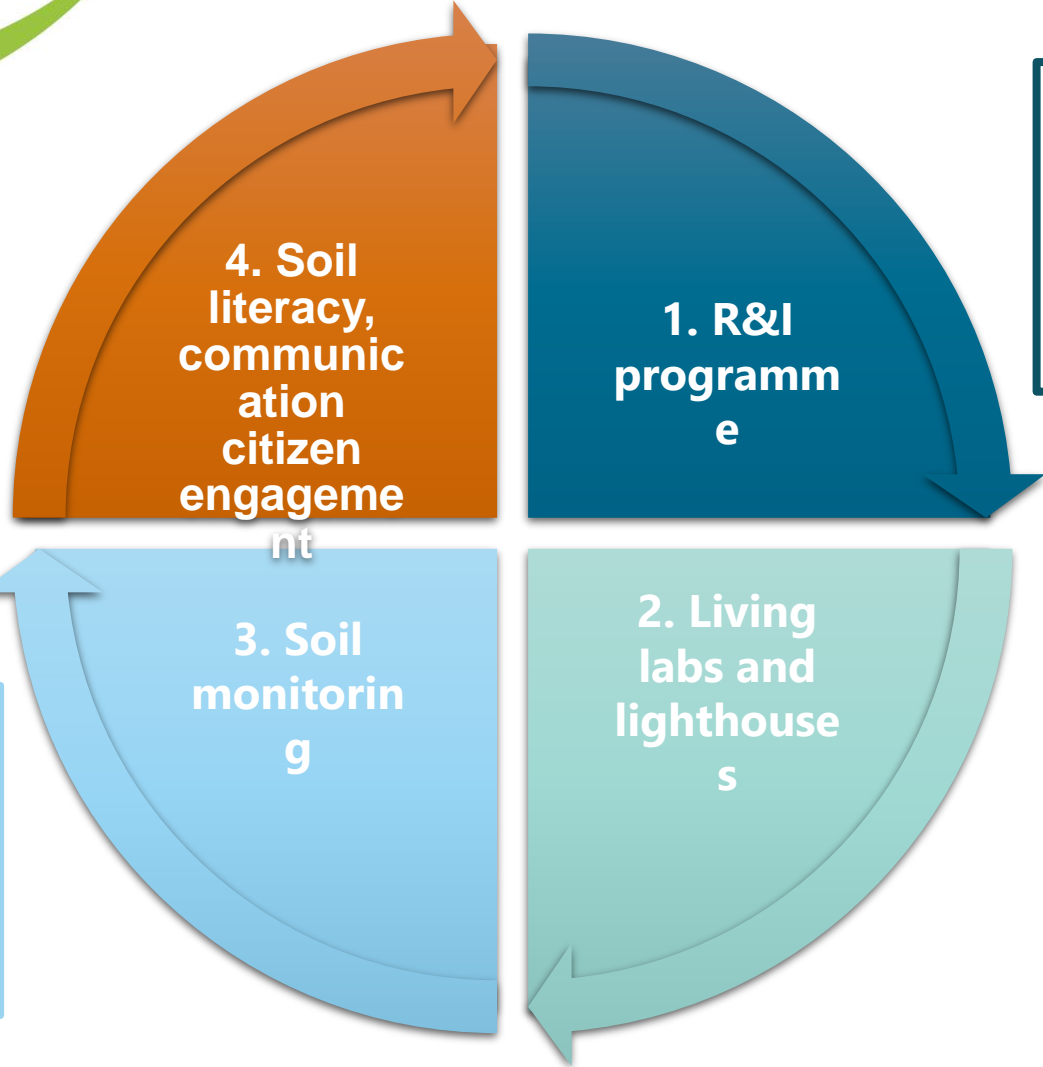 4. Soil
literacy,
communic
ation
citizen
engageme
nt
1. R&I
programm
e
3. Soil
monitorin
g
2. Living
labs and
lighthouse
s